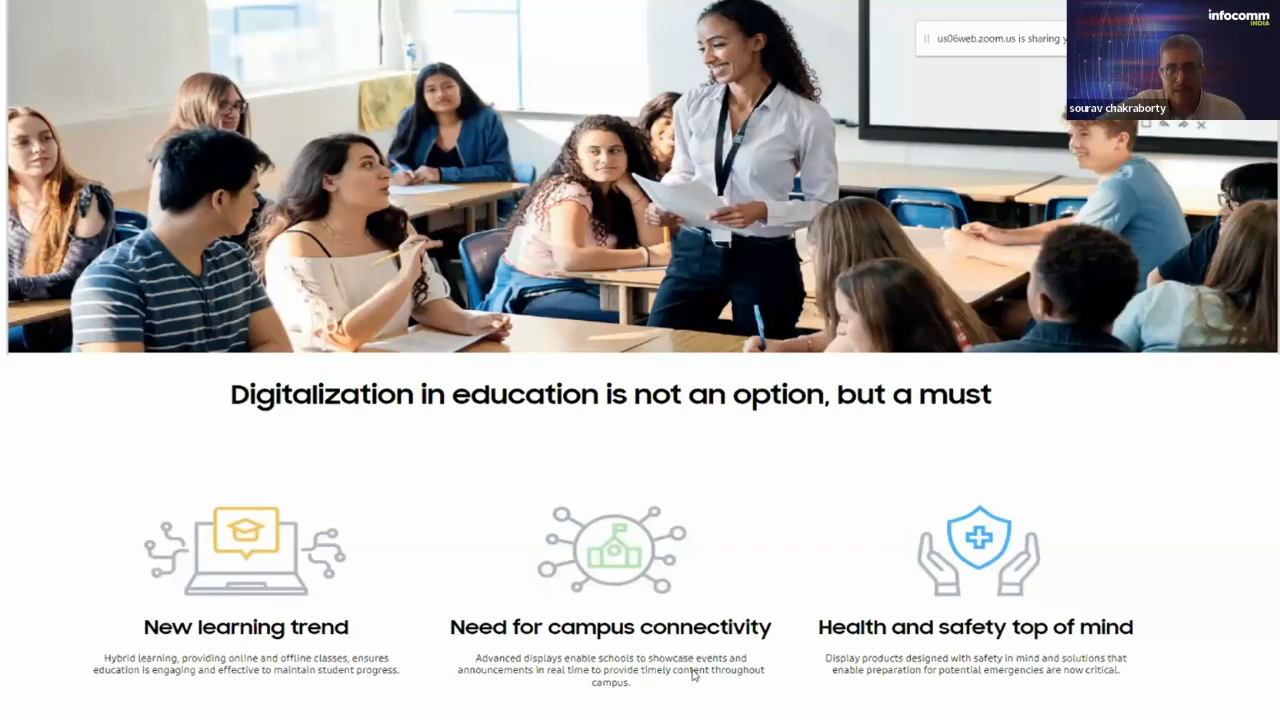 us06web.zoom.us is sharing
infocomm
INDIA
sourav chakraborty
Digitalization in education is not an option, but a must
New learning trend
Hybrid learning, providing online and offline classes, ensures
education is engaging and effective to maintain student progress.
Need for campus connectivity
Advanced displays enable schools to showcase events and
announcements in real time to provide timely content throughout
campus.
Health and safety top of mind
Display products designed with safety in mind and solutions that
enable preparation for potential emergencies are now critical.